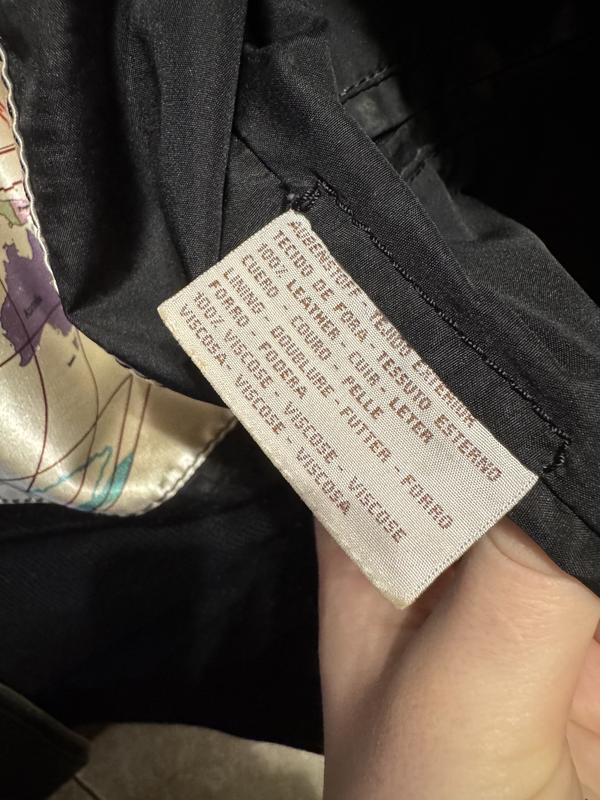 AUßENSTOF - TEJIDO EXTERIOR
TECIDO DE FORA - TESSUTO ESTERNO
100% LEATHER - CUIR - LETER
CUERO - COURO - PELLE
LINING - DOUBLURE - FUTTER - FORRO
FORRO - FODERA
100% VISCOSE - VISCOSE - VISCOSE
VISCOSA - VISCOSE - VISCOSA